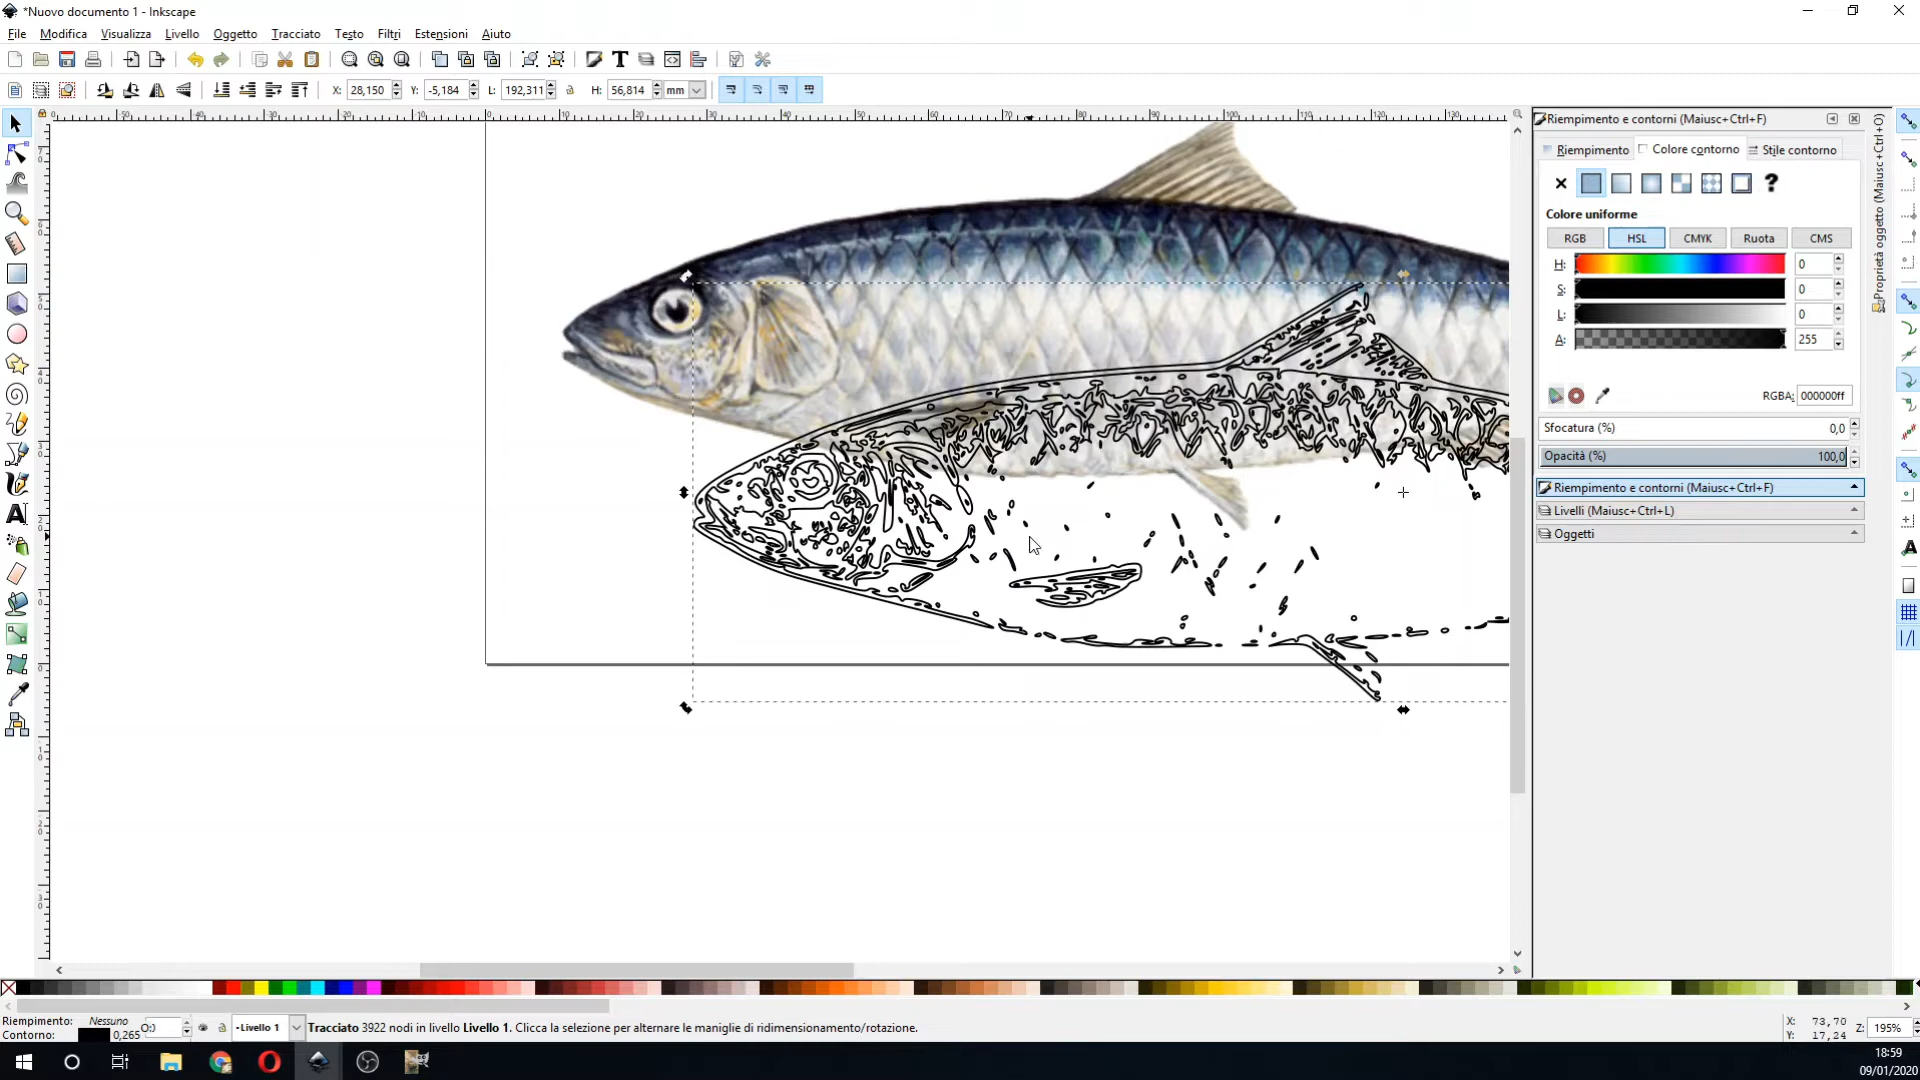 *Nuovo documento 1 - Inkscape
File Modifica Visualizza Livello Oggetto Tracciato Testo Filtri Estensioni Aiuto
X: 28,150 Y: -5,184 L: 192,311 H: 56,814 mm
Riempimento e contorni (Maiusc+Ctrl+F)
Riempimento Colore contorno Stile contorno
?
Colore uniforme
RGB HSL CMYK Ruota CMS
H: 0
S: 0
L: 0
A: 255
RGBA: 000000ff
Sfocatura (%) 0,0
Opacità (%) 100,0
Riempimento e contorni (Maiusc+Ctrl+F)
Livelli (Maiusc+Ctrl+L)
Oggetti
Proprietà oggetto (Maiusc+Ctrl+O)
Riempimento: Nessuno
Contorno: 0,265
O:
Livello 1
Tracciato 3922 nodi in livello Livello 1. Clicca la selezione per alternare le maniglie di ridimensionamento/rotazione.
X: 73,70
Y: 17,24
Z: 195%
18:59
09/01/2020